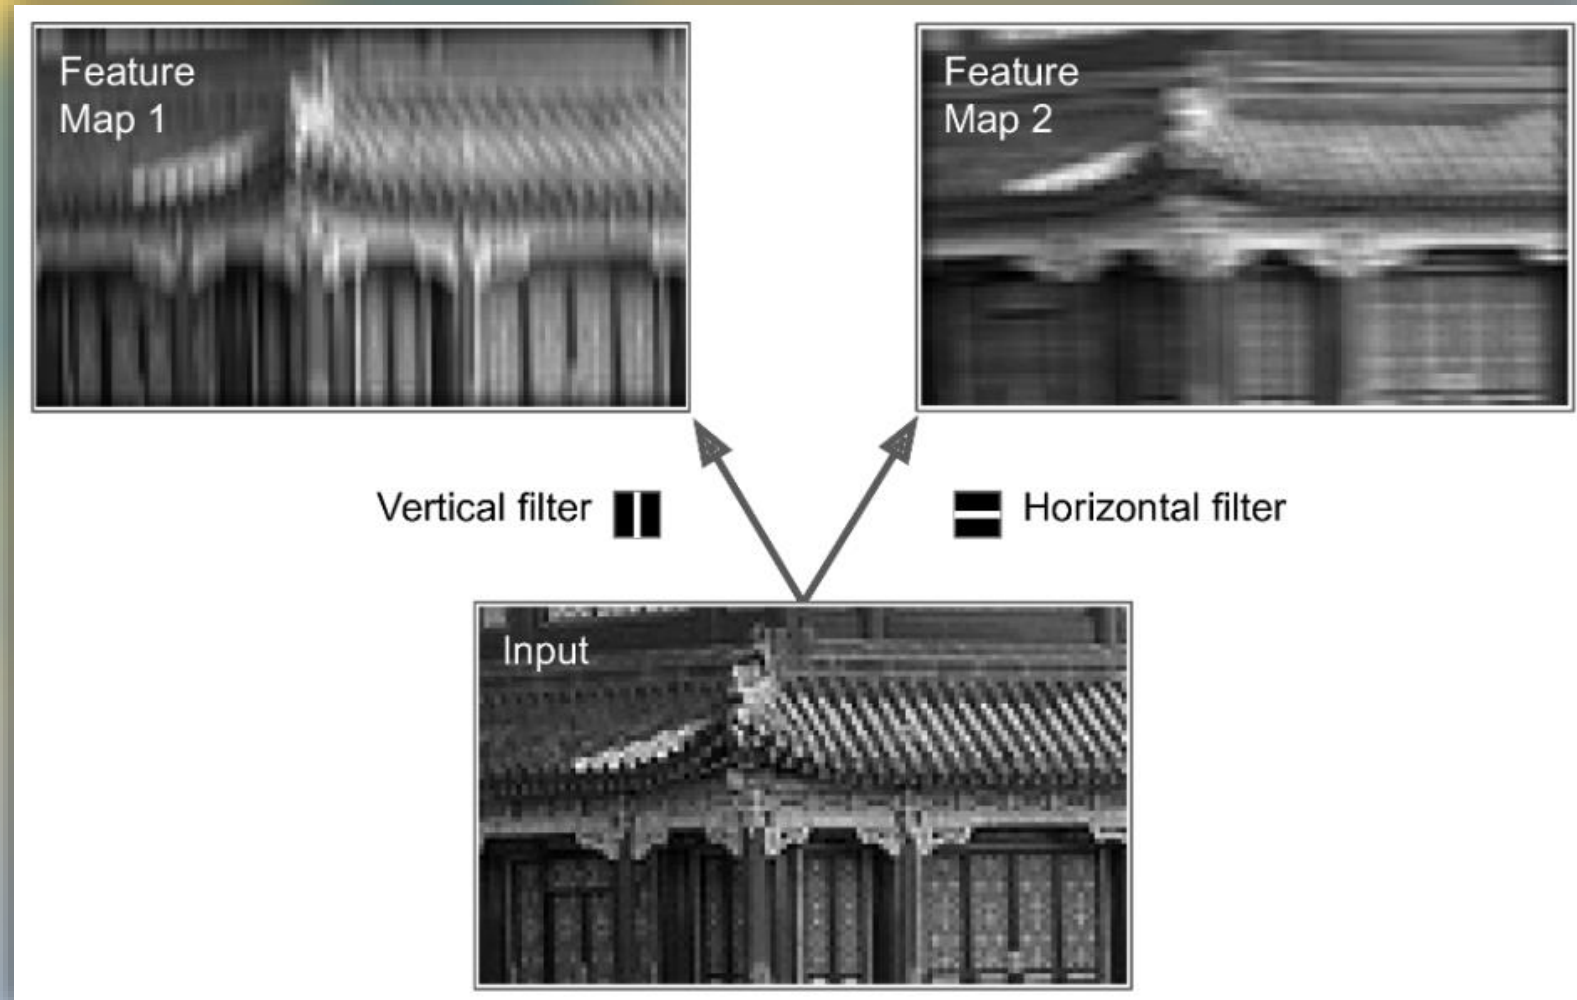 Feature
Map 1
Feature
Map 2
Vertical filter
Horizontal filter
Input